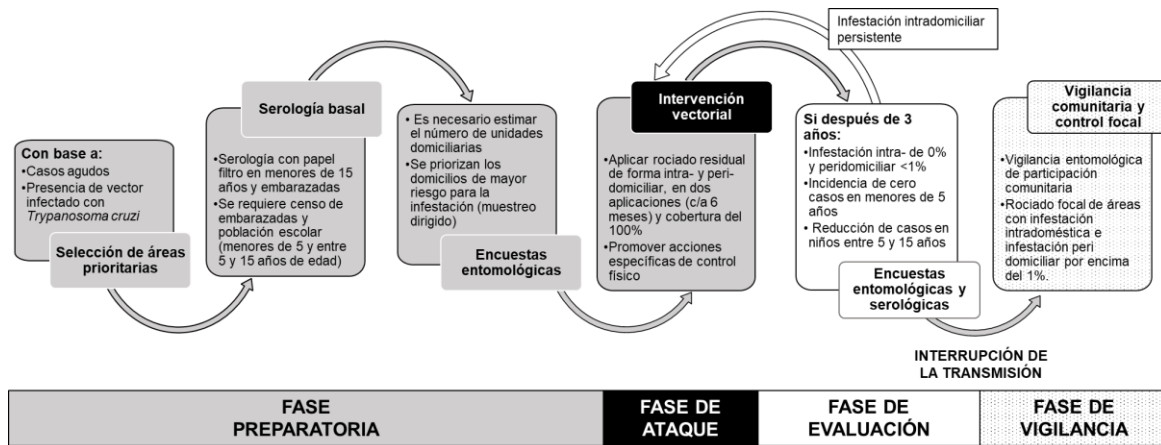 Con base a:
•Casos agudos
•Presencia de vector
infectado con
Trypanosoma cruzi
Selección de áreas
prioritarias
Serología basal
•Serología con papel
filtro en menores de 15
años y embarazadas
•Se requiere censo de
embarazadas y
población escolar
(menores de 5 y entre
5 y 15 años de edad)
• Es necesario estimar
el número de unidades
domiciliarias
•Se priorizan los
domicilios de mayor
riesgo para la
infestación (muestreo
dirigido)
Encuestas
entomológicas
Intervención
vectorial
•Aplicar rociado residual
de forma intra- y peri-
domiciliar, en dos
aplicaciones (c/a 6
meses) y cobertura del
100%
•Promover acciones
específicas de control
físico
Infestación intradomiciliar
persistente
Si después de 3
años:
•Infestación intra- de 0%
y peridomiciliar <1%
•Incidencia de cero
casos en menores de 5
años
• Reducción de casos en
niños entre 5 y 15 años
Encuestas
entomológicas y
serológicas
Vigilancia
comunitaria y
control focal
•Vigilancia entomológica
de participación
comunitaria
•Rociado focal de áreas
con infestación
intradoméstica e
infestación peri
domiciliar por encima
del 1%.
INTERRUPCIÓN DE
LA TRANSMISIÓN
FASE
PREPARATORIA
FASE DE
ATAQUE
FASE DE
EVALUACIÓN
FASE DE
VIGILANCIA